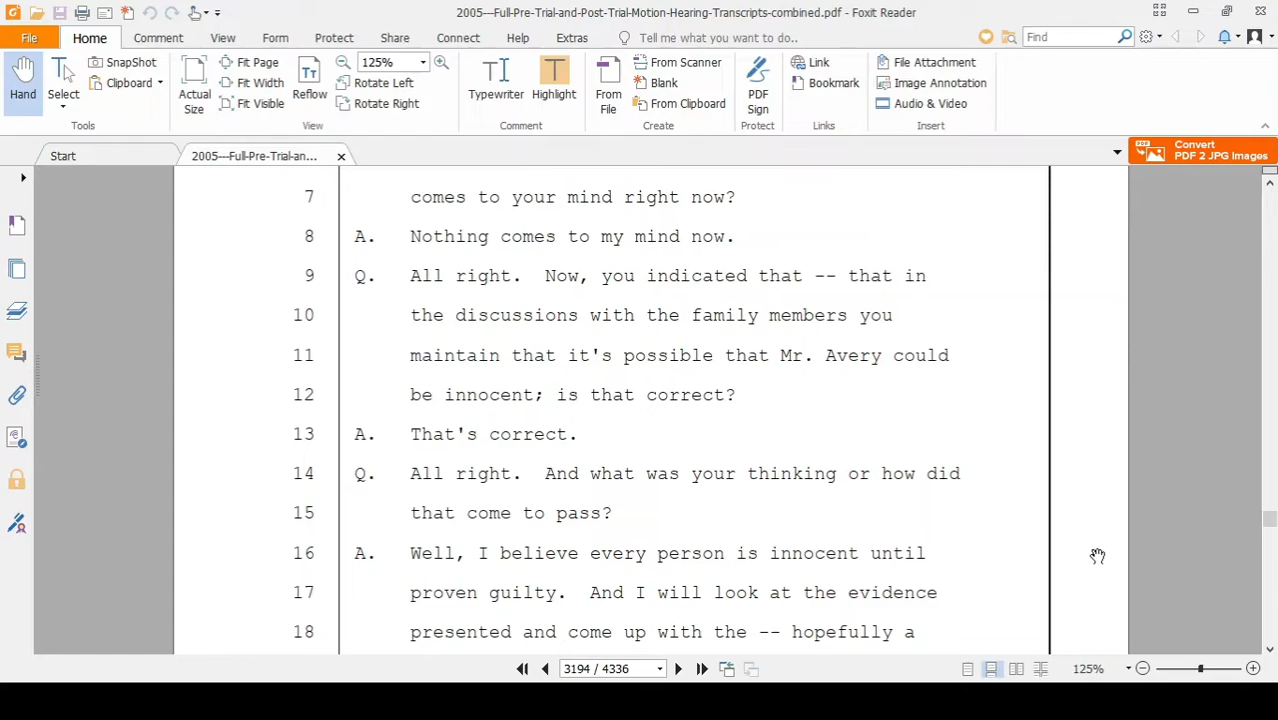 2005---Full-Pre-Trial-and-Post-Trial-Motion-Hearing-Transcripts-combined.pdf - Foxit Reader
File Home Comment View Form Protect Share Connect Help Extras Tell me what you want to do.. Find
Hand
Select
SnapShot
Clipboard
Tools
Actual Size
Fit Page
Fit Width
Fit Visible
Reflow
125%
Rotate Left
Rotate Right
View
Typewriter
Highlight
Comment
From File
From Scanner
Blank
From Clipboard
Create
PDF Sign
Protect
Link
Bookmark
Links
File Attachment
Image Annotation
Audio & Video
Insert
Start 2005---Full-Pre-Trial-an...
Convert
PDF 2 JPG Images
7 comes to your mind right now?
8 A. Nothing comes to my mind now.
9 Q. All right. Now, you indicated that -- that in
10 the discussions with the family members you
11 maintain that it's possible that Mr. Avery could
12 be innocent; is that correct?
13 A. That's correct.
14 Q. All right. And what was your thinking or how did
15 that come to pass?
16 A. Well, I believe every person is innocent until
17 proven guilty. And I will look at the evidence
18 presented and come up with the -- hopefully a
3194 / 4336 125%